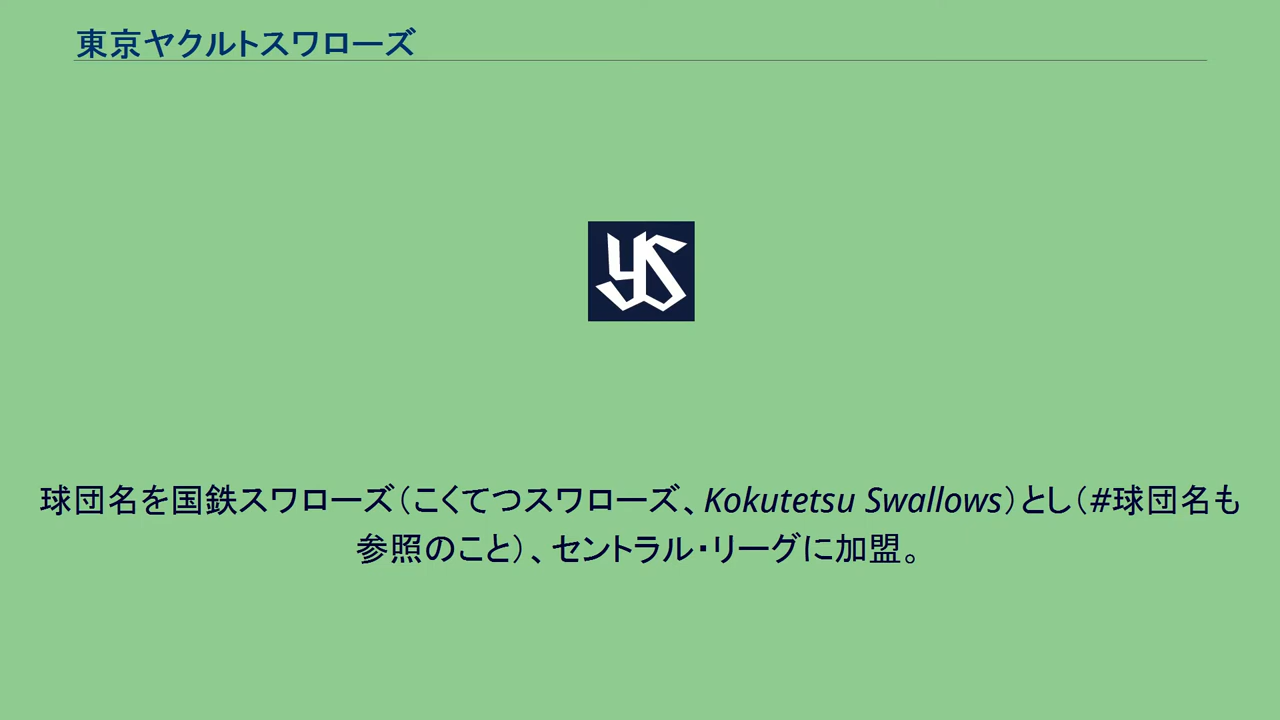 東京ヤクルトスワローズ
YS
球団名を国鉄スワローズ(こくてつスワローズ、Kokutetsu Swallows)とし(#球団名も
参照のこと)、セントラル・リーグに加盟。